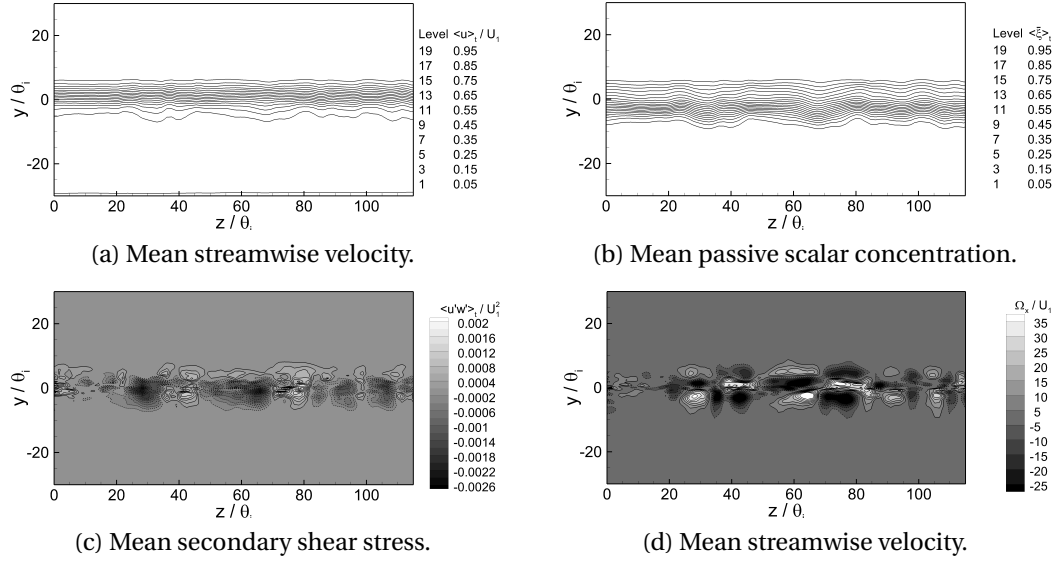 Level <u>t / U1
19 0.95
17 0.85
15 0.75
13 0.65
11 0.55
9 0.45
7 0.35
5 0.25
3 0.15
1 0.05
y / θi
20
0
-20
0 20 40 60 80 100
z / θi
(a) Mean streamwise velocity.
Level <ξ̄>t
19 0.95
17 0.85
15 0.75
13 0.65
11 0.55
9 0.45
7 0.35
5 0.25
3 0.15
1 0.05
y / θi
20
0
-20
0 20 40 60 80 100
z / θi
(b) Mean passive scalar concentration.
<u'w'>t / U1²
0.002
0.0016
0.0012
0.0008
0.0004
-0.0002
-0.0006
-0.001
-0.0014
-0.0018
-0.0022
-0.0026
y / θi
20
0
-20
0 20 40 60 80 100
z / θi
(c) Mean secondary shear stress.
Ωx / U1
35
30
25
20
15
10
5
-5
-10
-15
-20
-25
y / θi
20
0
-20
0 20 40 60 80 100
z / θi
(d) Mean streamwise velocity.